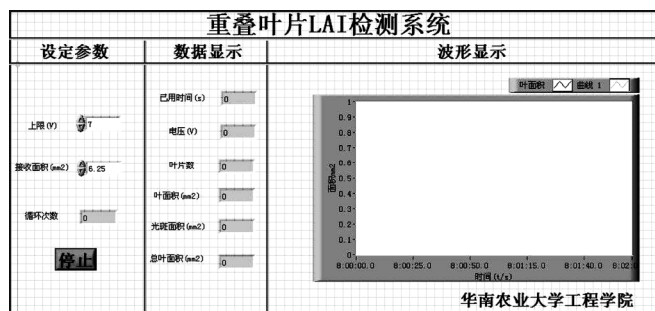 重叠叶片LAI检测系统
设定参数
数据显示
波形显示
上限(V)
7
接收面积(mm2)
6.25
循环次数
0
停止
已用时间(s)
0
电压(V)
0
叶片数
0
叶面积(mm2)
0
光斑面积(mm2)
0
总叶面积(mm2)
0
叶面积
曲线 1
面积mm2
1
0.9
0.8
0.7
0.6
0.5
0.4
0.3
0.2
0.1
0
8:00:00.0 8:00:25.0 8:00:50.0 8:01:15.0 8:01:40.0 8:02:0
时间(t/s)
华南农业大学工程学院